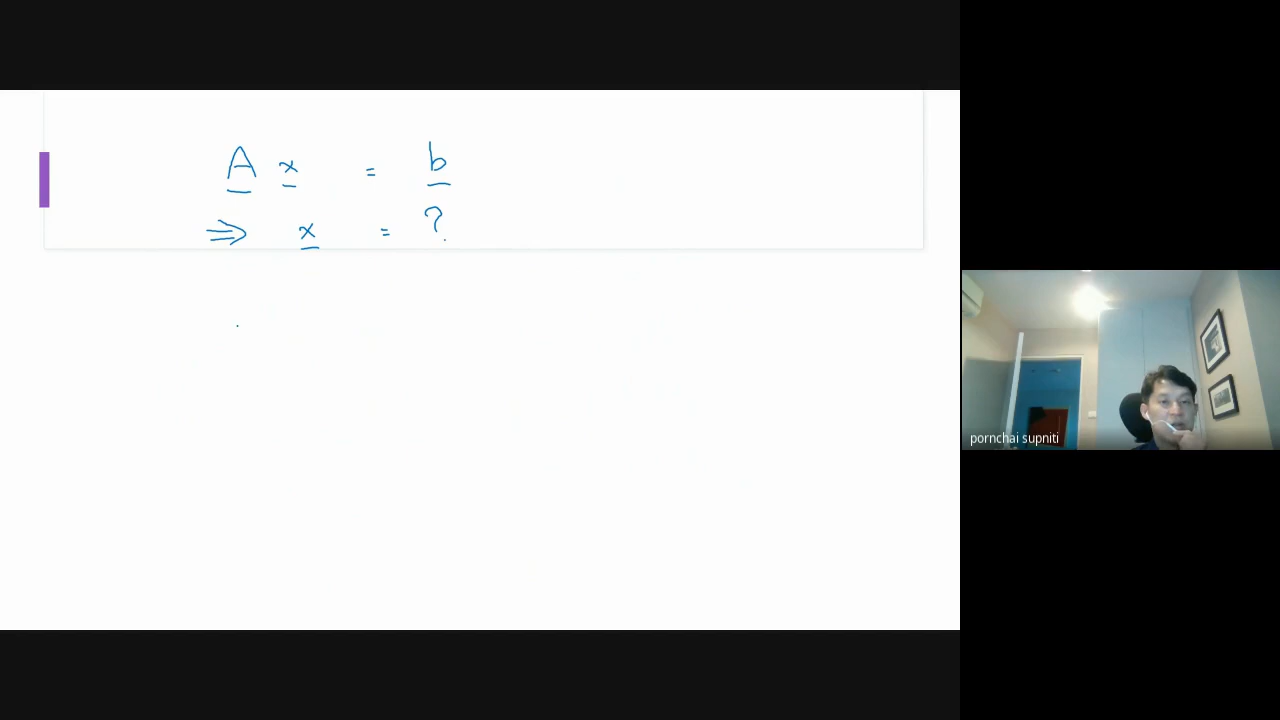 A x = b
⇒ x = ?
pornchai supniti